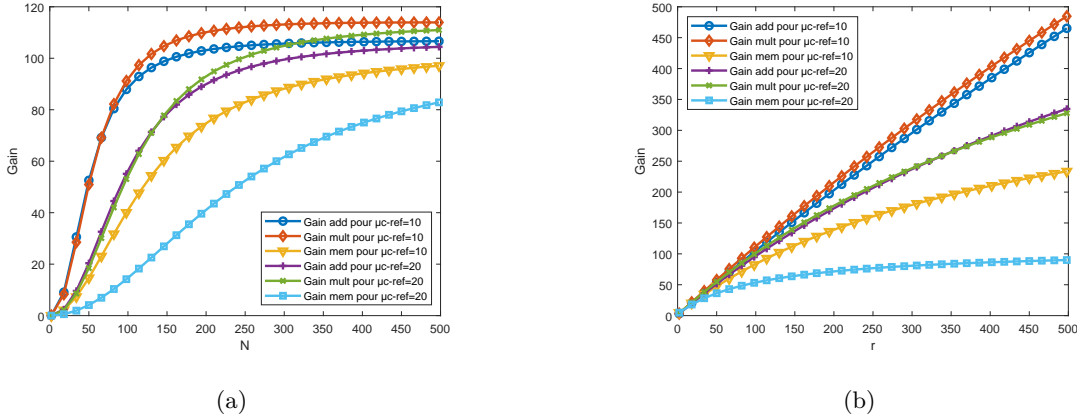 120
100
80
60
40
20
0
Gain
0 50 100 150 200 250 300 350 400 450 500
N
Gain add pour µc-ref=10
Gain mult pour µc-ref=10
Gain mem pour µc-ref=10
Gain add pour µc-ref=20
Gain mult pour µc-ref=20
Gain mem pour µc-ref=20
(a)
500
450
400
350
300
250
200
150
100
50
0
Gain
0 50 100 150 200 250 300 350 400 450 500
r
Gain add pour µc-ref=10
Gain mult pour µc-ref=10
Gain mem pour µc-ref=10
Gain add pour µc-ref=20
Gain mult pour µc-ref=20
Gain mem pour µc-ref=20
(b)